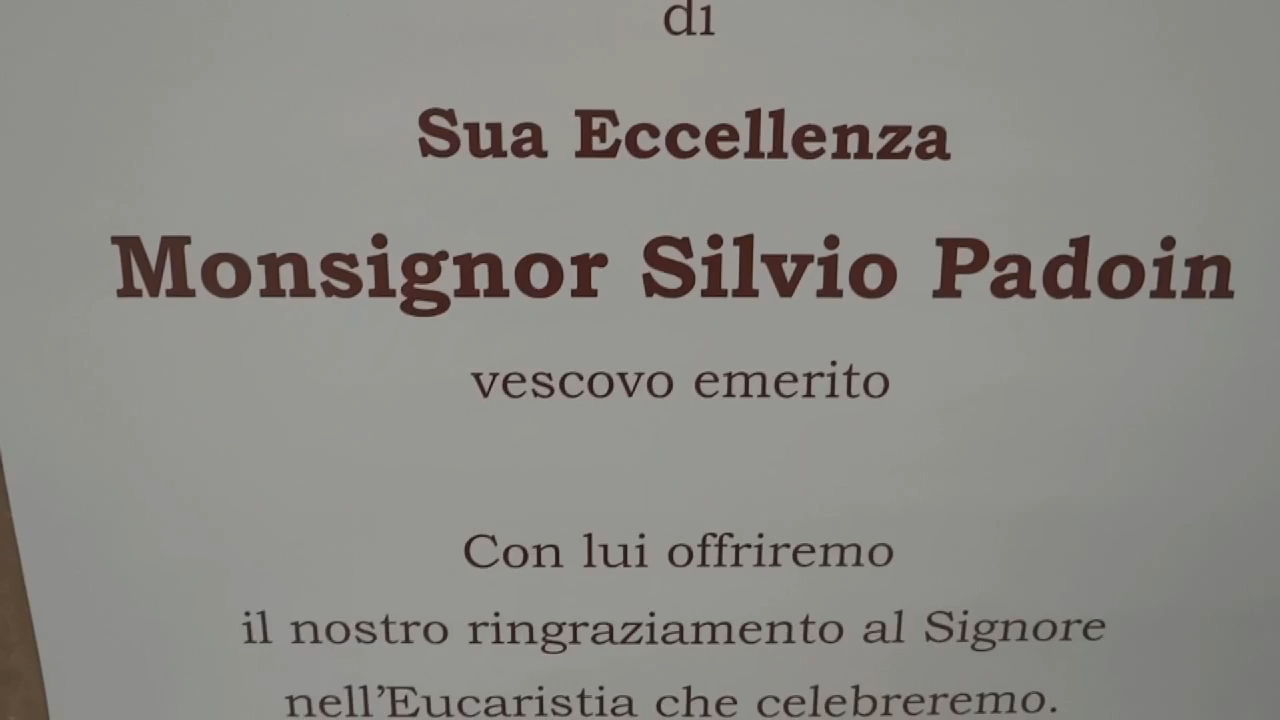 di
Sua Eccellenza
Monsignor Silvio Padoin
vescovo emerito
Con lui offriremo
il nostro ringraziamento al Signore
nell'Eucaristia che celebreremo.